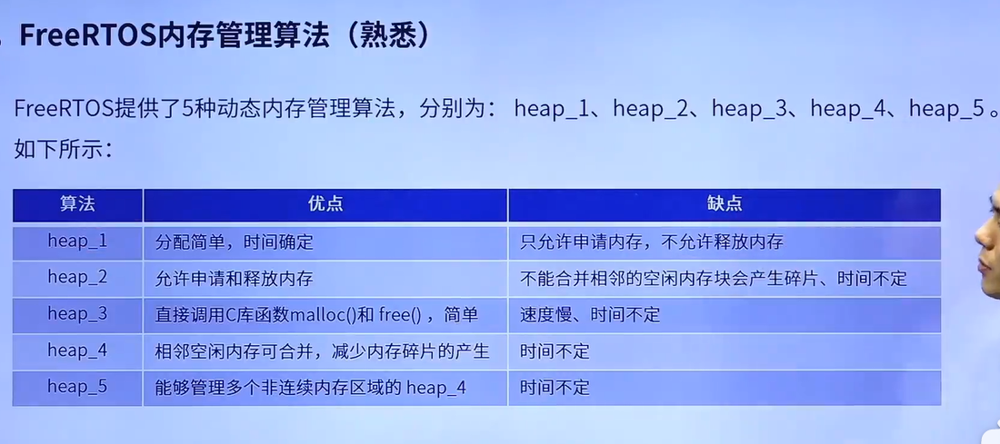 FreeRTOS内存管理算法（熟悉）
FreeRTOS提供了5种动态内存管理算法，分别为： heap_1、heap_2、heap_3、heap_4、heap_5 。
如下所示：
算法 优点 缺点
heap_1 分配简单，时间确定 只允许申请内存，不允许释放内存
heap_2 允许申请和释放内存 不能合并相邻的空闲内存块会产生碎片、时间不定
heap_3 直接调用C库函数malloc()和 free() ，简单 速度慢、时间不定
heap_4 相邻空闲内存可合并，减少内存碎片的产生 时间不定
heap_5 能够管理多个非连续内存区域的 heap_4 时间不定